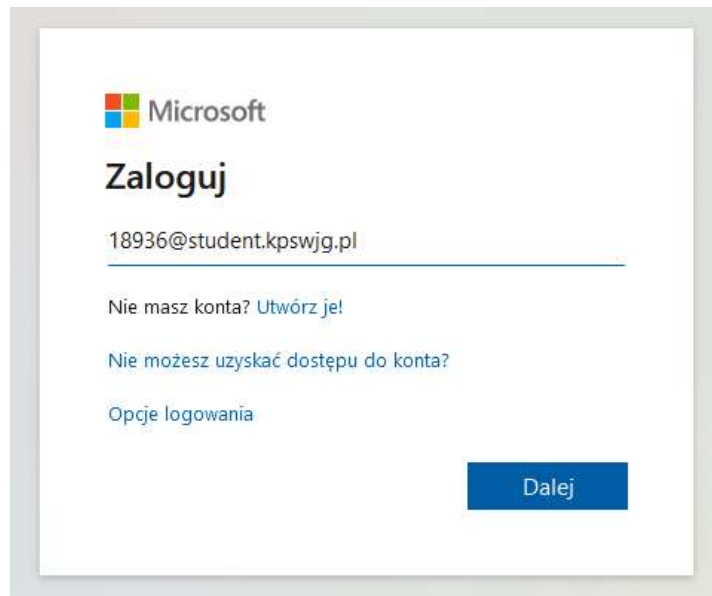 Microsoft
Zaloguj
18936@student.kpswjg.pl
Nie masz konta? Utwórz je!
Nie możesz uzyskać dostępu do konta?
Opcje logowania
Dalej